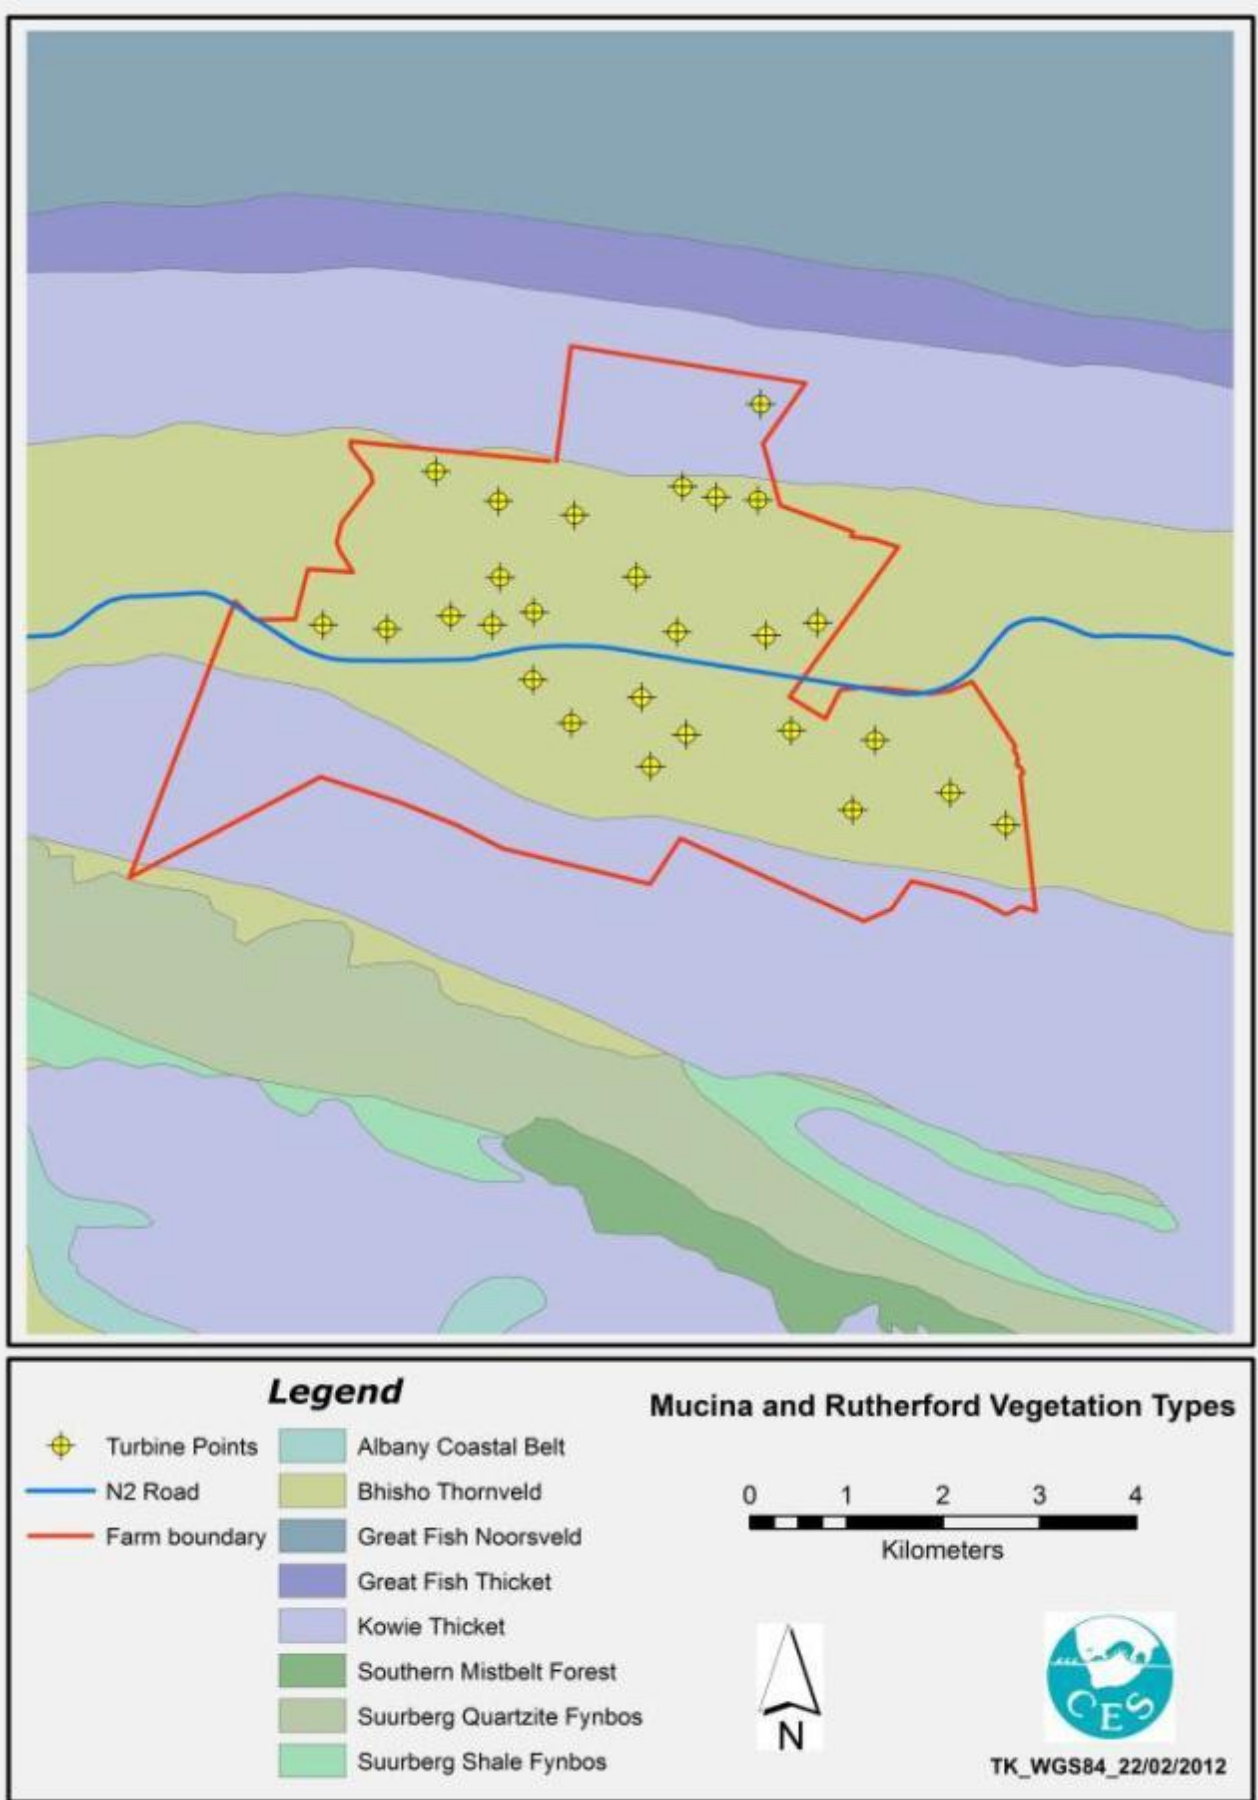 Legend
Turbine Points
N2 Road
Farm boundary
Albany Coastal Belt
Bhisho Thornveld
Great Fish Noorsveld
Great Fish Thicket
Kowie Thicket
Southern Mistbelt Forest
Suurberg Quartzite Fynbos
Suurberg Shale Fynbos
Mucina and Rutherford Vegetation Types
0 1 2 3 4
Kilometers
N
CES
TK_WGS84_22/02/2012